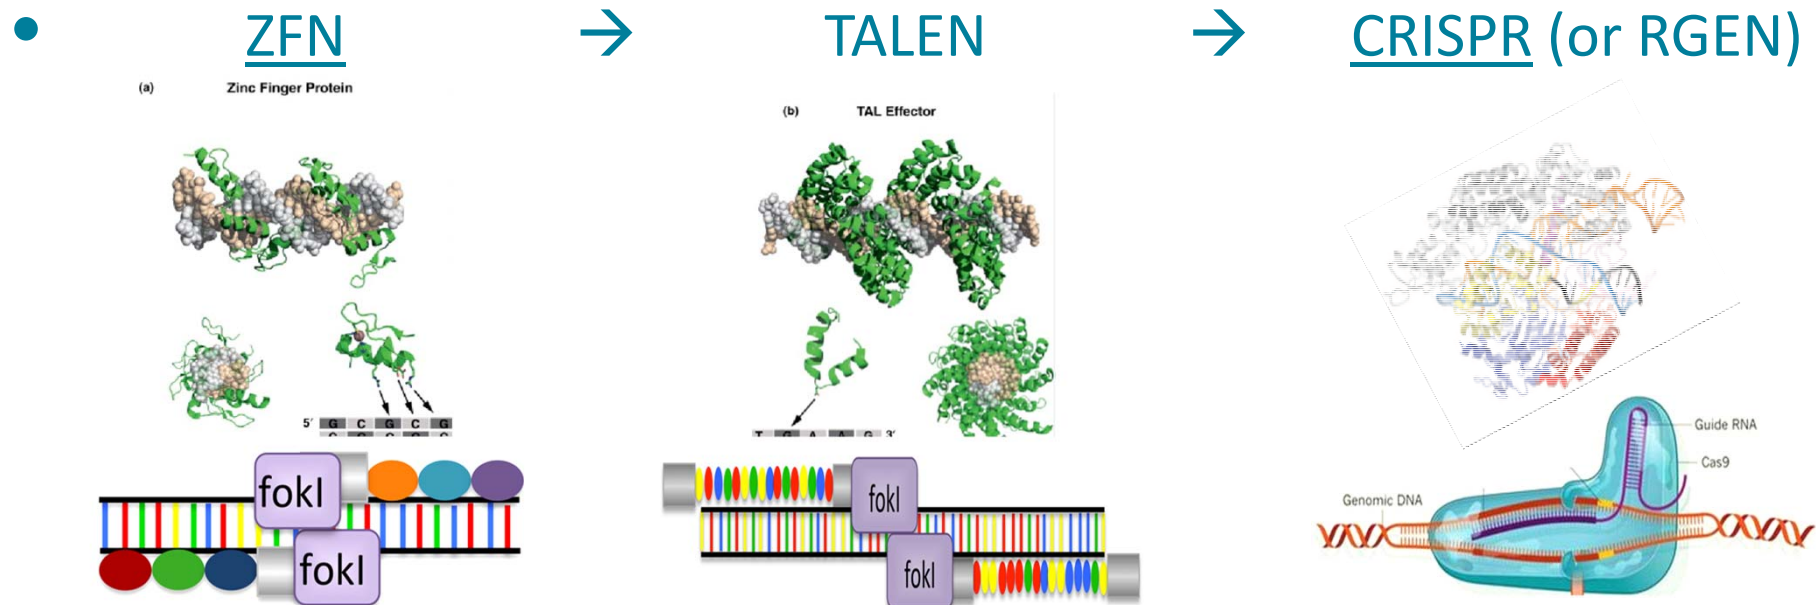 • ZFN → TALEN → CRISPR (or RGEN)
(a) Zinc Finger Protein
(b) TAL Effector
5′ G C G C G
T G A A G 3′
fokI
fokI
fokI
fokI
Guide RNA
Cas9
Genomic DNA